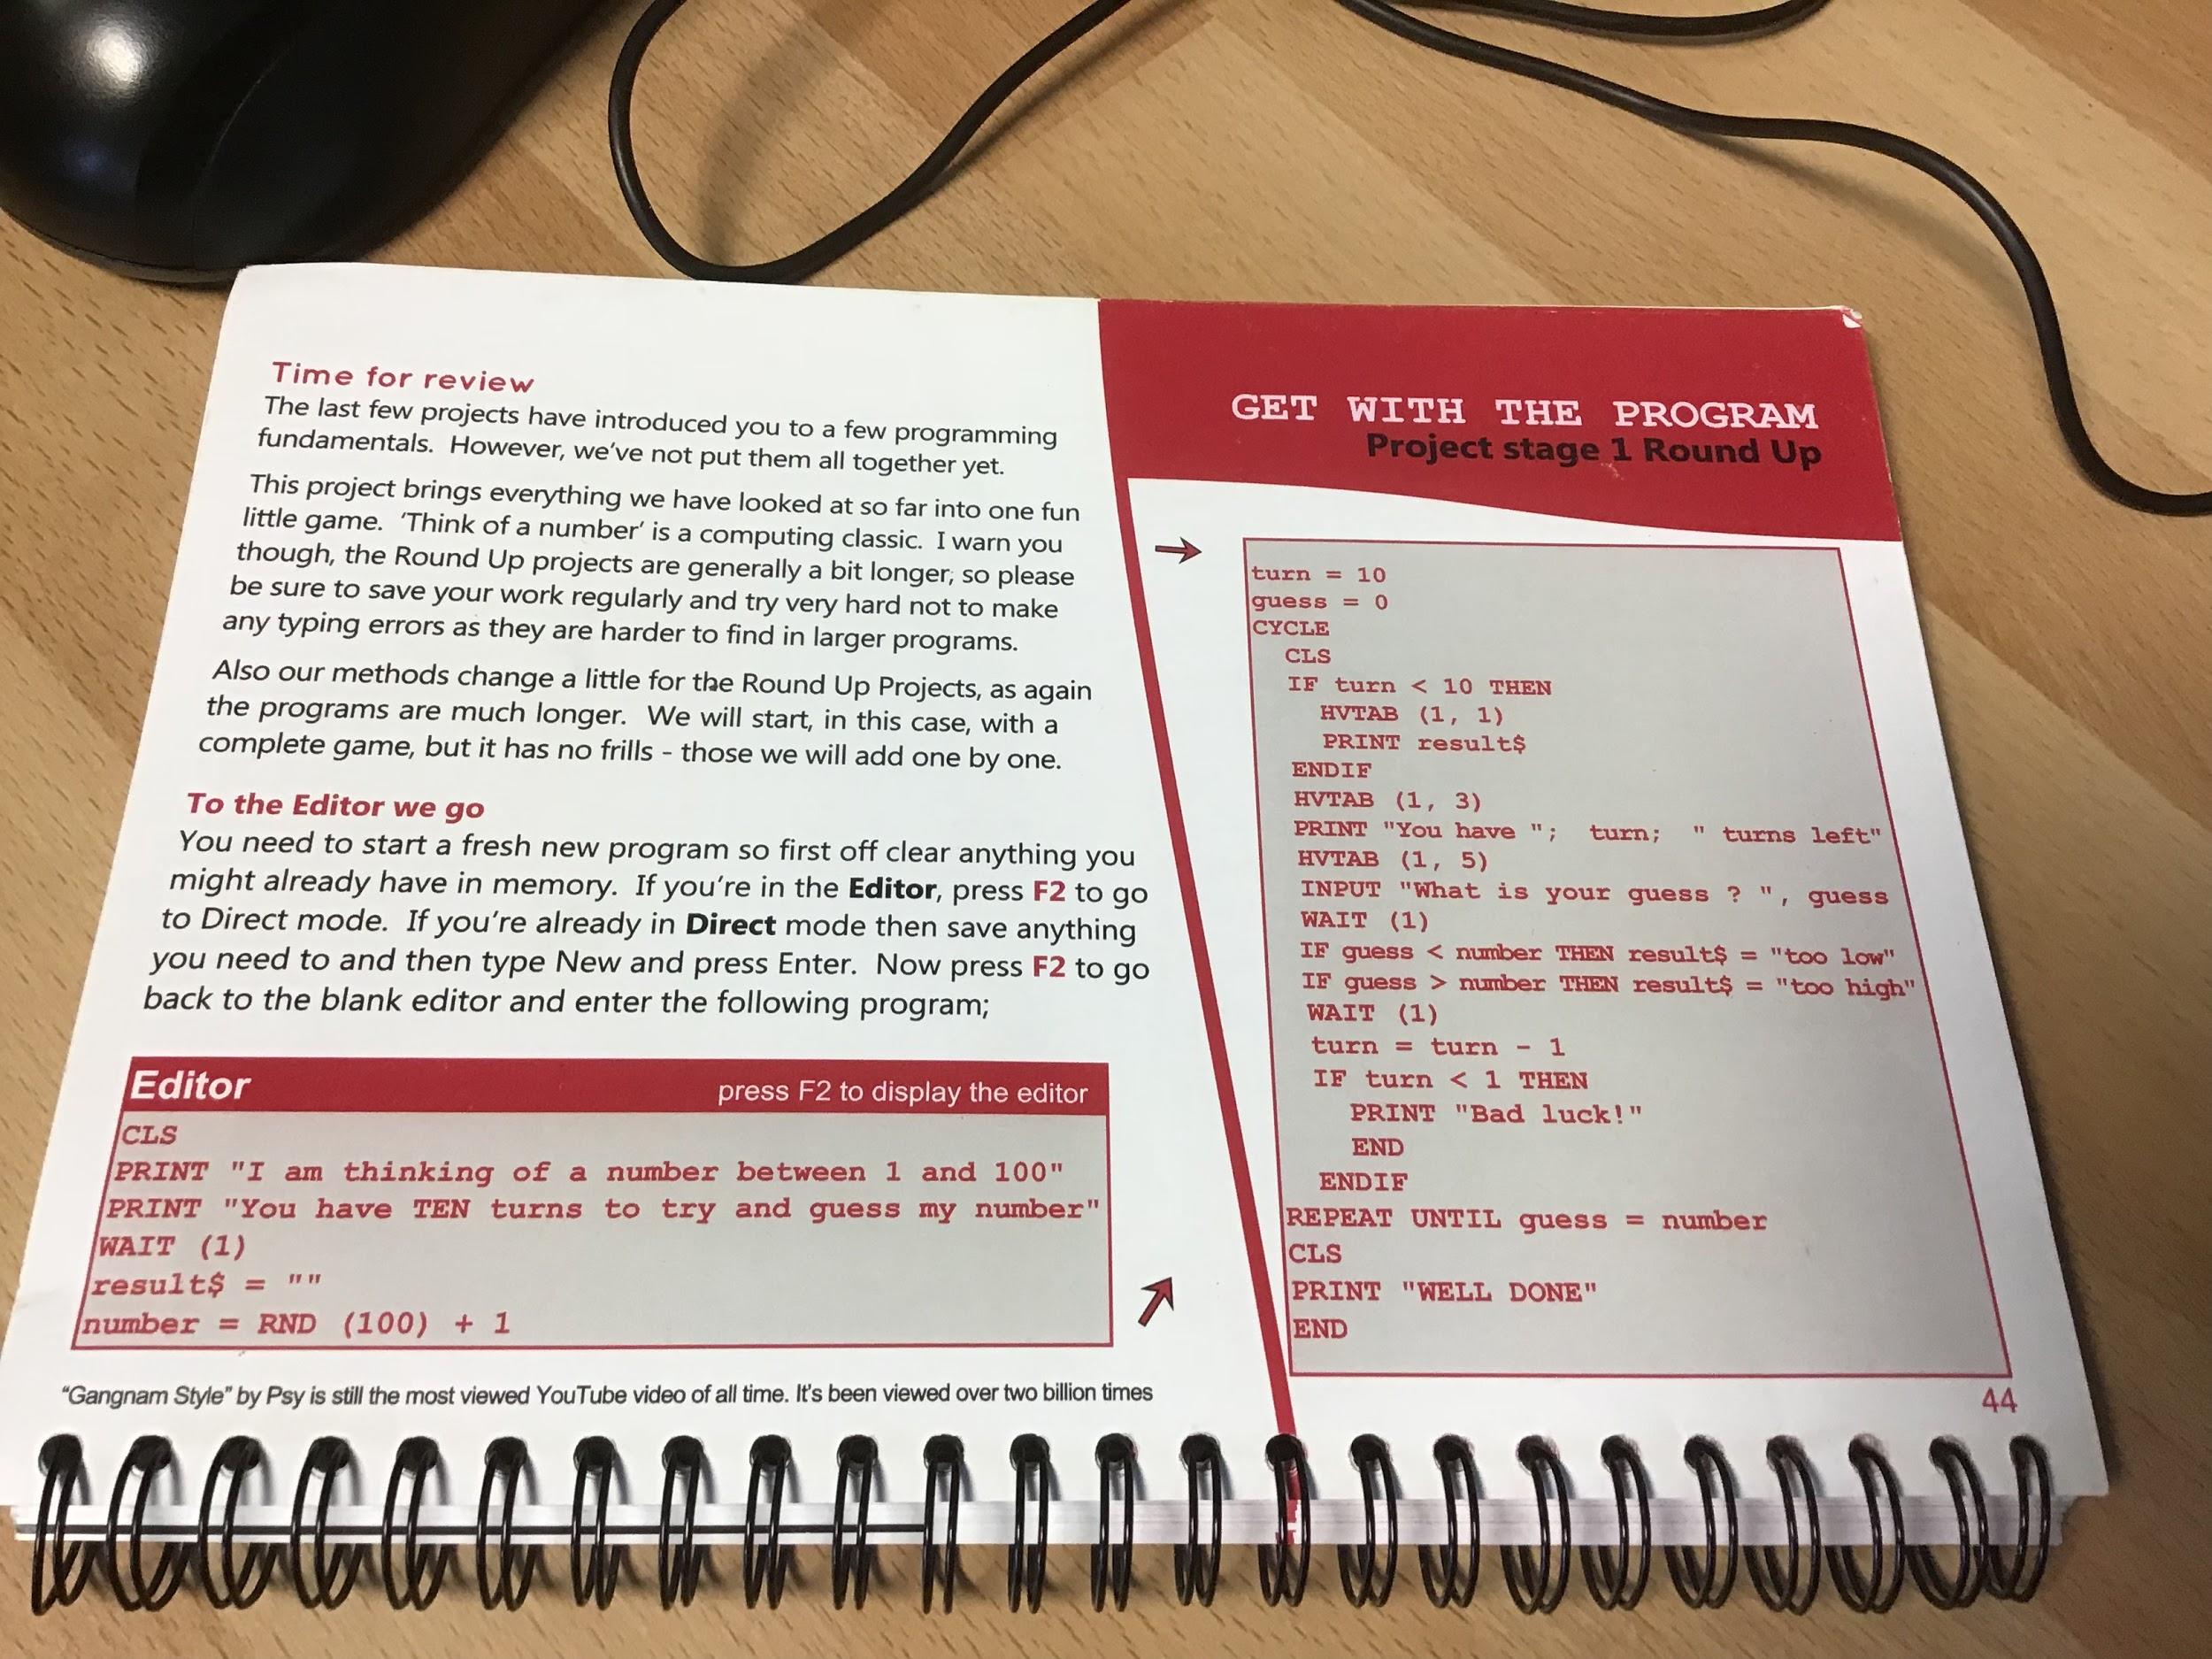 Time for review
The last few projects have introduced you to a few programming
fundamentals. However, we've not put them all together yet.
This project brings everything we have looked at so far into one fun
little game. 'Think of a number' is a computing classic. I warn you
though, the Round Up projects are generally a bit longer, so please
be sure to save your work regularly and try very hard not to make
any typing errors as they are harder to find in larger programs.
Also our methods change a little for the Round Up Projects, as again
the programs are much longer. We will start, in this case, with a
complete game, but it has no frills - those we will add one by one.
To the Editor we go
You need to start a fresh new program so first off clear anything you
might already have in memory. If you're in the Editor, press F2 to go
to Direct mode. If you're already in Direct mode then save anything
you need to and then type New and press Enter. Now press F2 to go
back to the blank editor and enter the following program;
Editor press F2 to display the editor
CLS
PRINT "I am thinking of a number between 1 and 100"
PRINT "You have TEN turns to try and guess my number"
WAIT (1)
result$ = ""
number = RND (100) + 1
"Gangnam Style" by Psy is still the most viewed YouTube video of all time. It's been viewed over two billion times
GET WITH THE PROGRAM
Project stage 1 Round Up
turn = 10
guess = 0
CYCLE
CLS
IF turn < 10 THEN
HVTAB (1, 1)
PRINT result$
ENDIF
HVTAB (1, 3)
PRINT "You have "; turn; " turns left"
HVTAB (1, 5)
INPUT "What is your guess ? ", guess
WAIT (1)
IF guess < number THEN result$ = "too low"
IF guess > number THEN result$ = "too high"
WAIT (1)
turn = turn - 1
IF turn < 1 THEN
PRINT "Bad luck!"
END
ENDIF
REPEAT UNTIL guess = number
CLS
PRINT "WELL DONE"
END
44